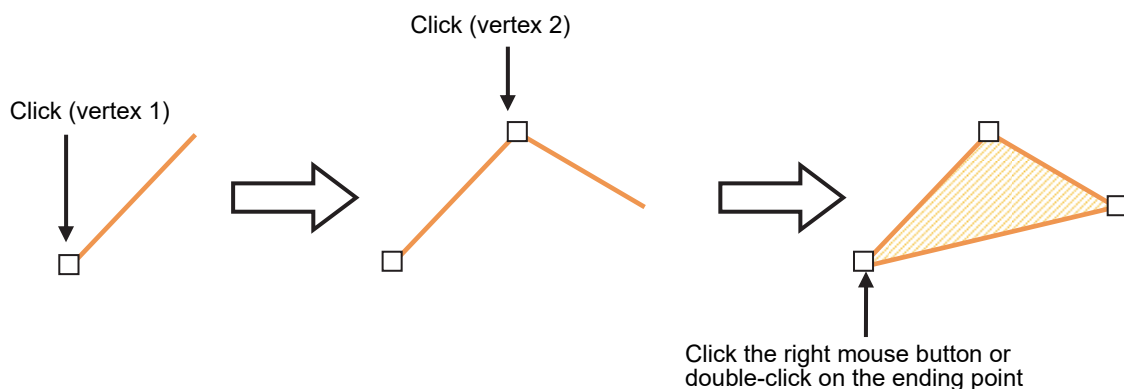 Click (vertex 1)
Click (vertex 2)
Click the right mouse button or
double-click on the ending point